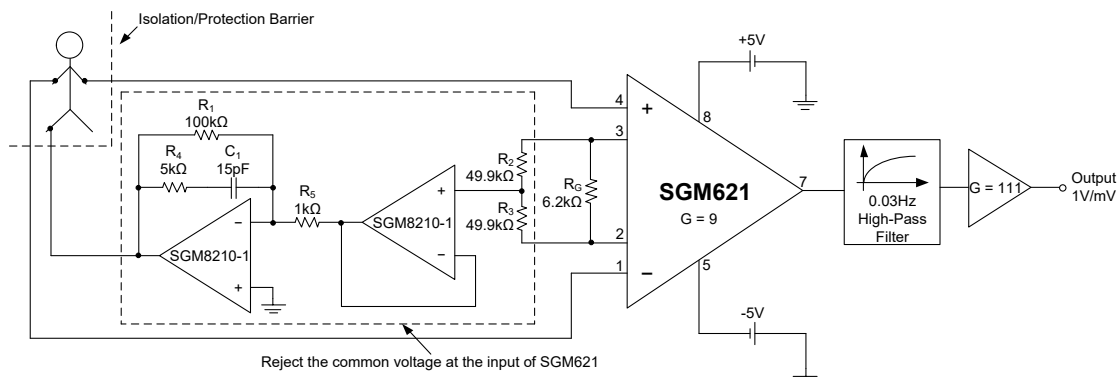 Isolation/Protection Barrier
+5V
R1
100kΩ
R4
5kΩ
C1
15pF
R5
1kΩ
SGM8210-1
+
−
SGM8210-1
−
+
R2
49.9kΩ
R3
49.9kΩ
RG
6.2kΩ
4
+
3
2
1
−
8
7
5
SGM621
G = 9
0.03Hz
High-Pass
Filter
G = 111
Output
1V/mV
-5V
Reject the common voltage at the input of SGM621